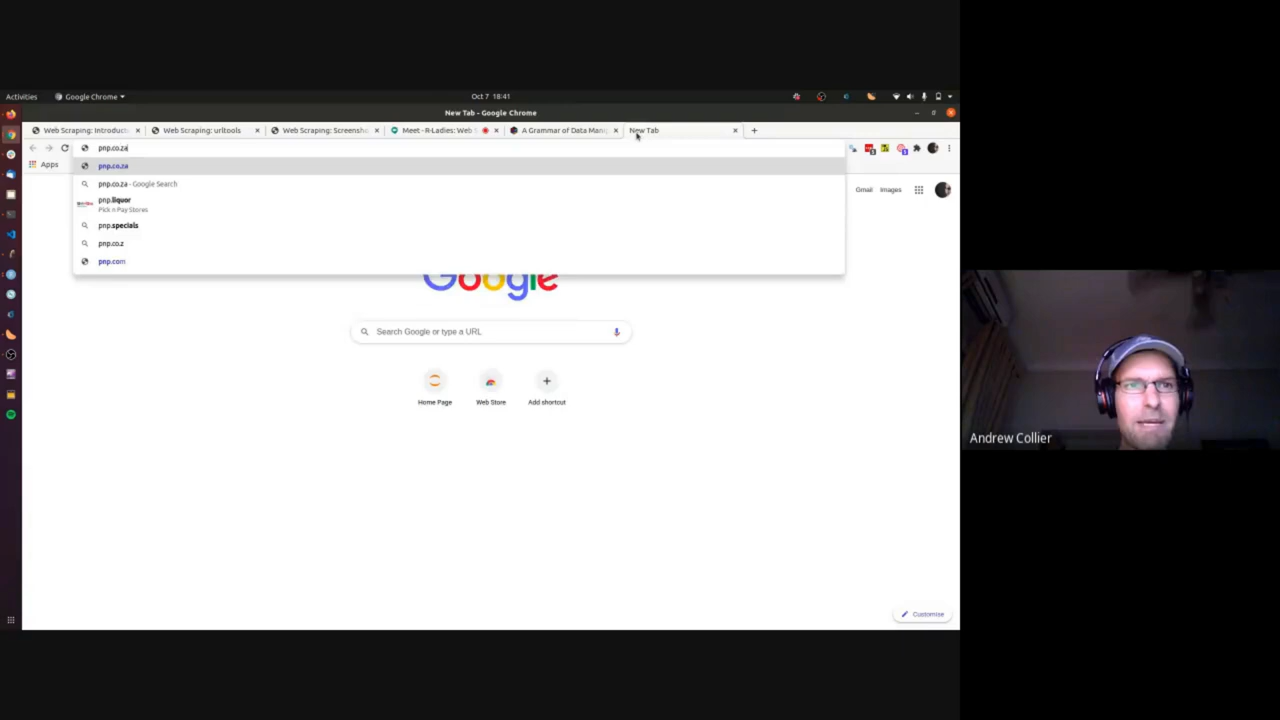 Activities
Google Chrome
Oct 7 18:41
New Tab - Google Chrome
Web Scraping: Introduct
Web Scraping: urltools
Web Scraping: Screensho
Meet - R-Ladies: Web S
A Grammar of Data Mani
New Tab
pnp.co.za
Apps
pnp.co.za
pnp.co.za - Google Search
pnp.liquor
Pick n Pay Stores
pnp.specials
pnp.co.z
pnp.com
Gmail
Images
Google
Search Google or type a URL
Home Page
Web Store
Add shortcut
Customise
Andrew Collier